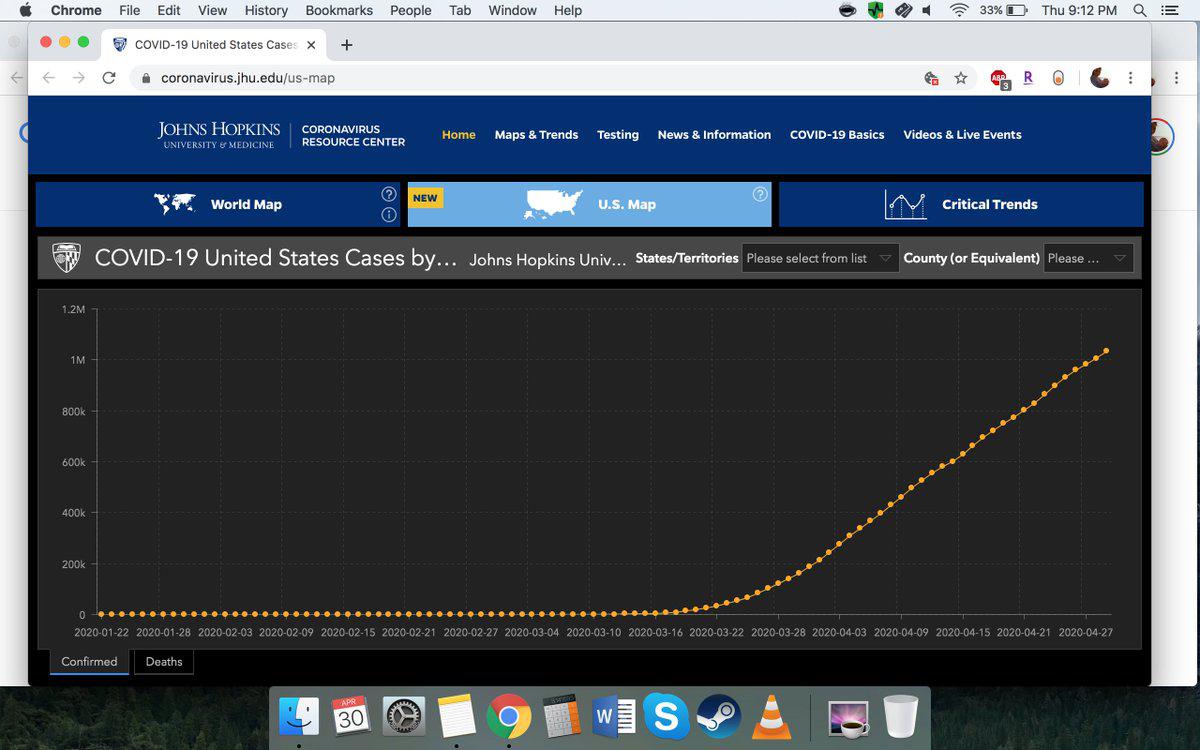 Chrome File Edit View History Bookmarks People Tab Window Help 33% Thu 9:12 PM
COVID-19 United States Cases
coronavirus.jhu.edu/us-map ABP 3 R
JOHNS HOPKINS
UNIVERSITY & MEDICINE
CORONAVIRUS
RESOURCE CENTER
Home Maps & Trends Testing News & Information COVID-19 Basics Videos & Live Events
World Map ? i NEW U.S. Map ? Critical Trends
COVID-19 United States Cases by... Johns Hopkins Univ... States/Territories Please select from list County (or Equivalent) Please ...
1.2M
1M
800k
600k
400k
200k
0
2020-01-22 2020-01-28 2020-02-03 2020-02-09 2020-02-15 2020-02-21 2020-02-27 2020-03-04 2020-03-10 2020-03-16 2020-03-22 2020-03-28 2020-04-03 2020-04-09 2020-04-15 2020-04-21 2020-04-27
Confirmed Deaths
APR
30
W
S